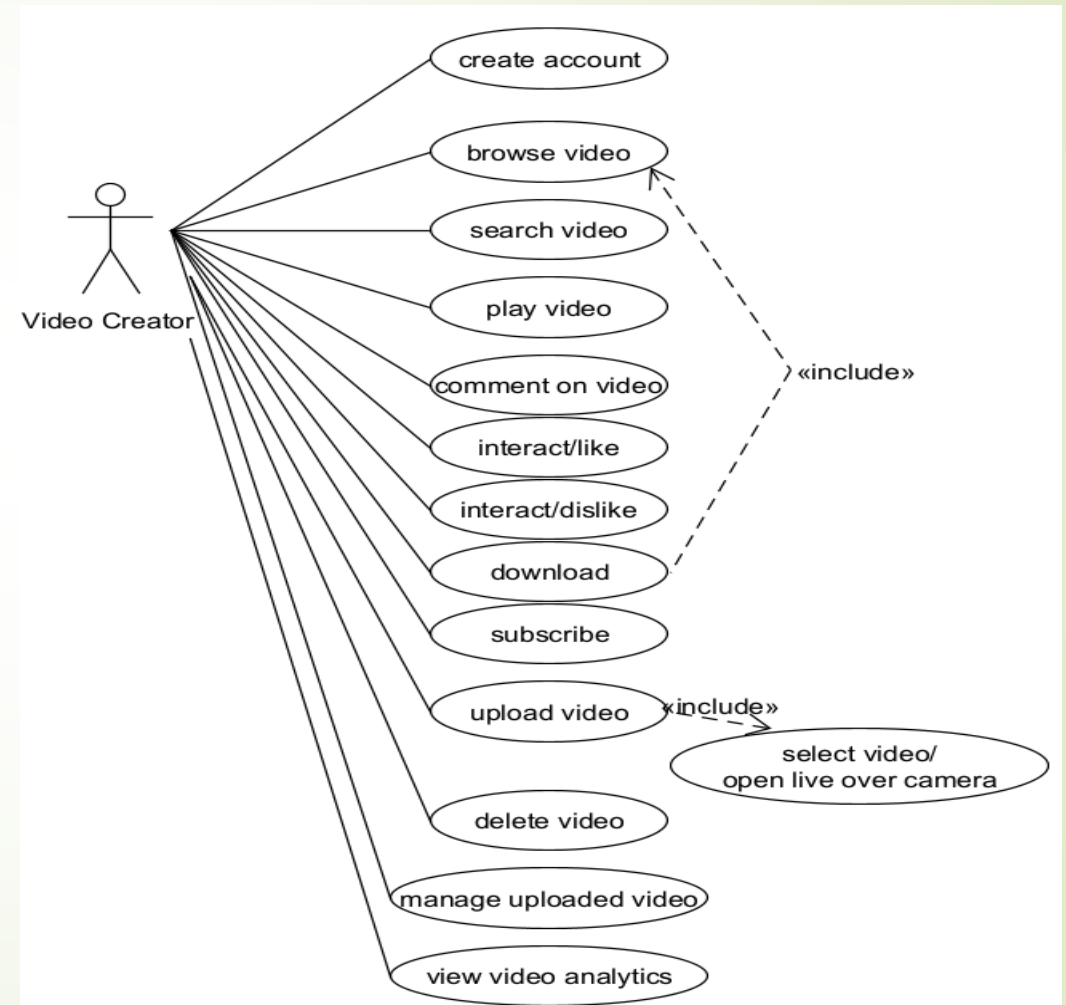 create account
browse video
search video
Video Creator
play video
«include»
comment on video
interact/like
interact/dislike
download
subscribe
upload video
«include»
select video/
open live over camera
delete video
manage uploaded video
view video analytics